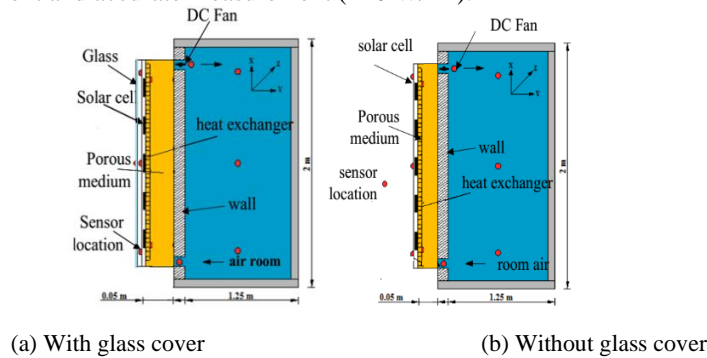 DC Fan
Glass
Solar cell
heat exchanger
Porous
medium
wall
Sensor
location
air room
X
Z
Y
2 m
0.05 m
1.25 m
(a) With glass cover
DC Fan
solar cell
Porous
medium
wall
sensor
location
heat exchanger
room air
X
Z
Y
2 m
0.05 m
1.25 m
(b) Without glass cover